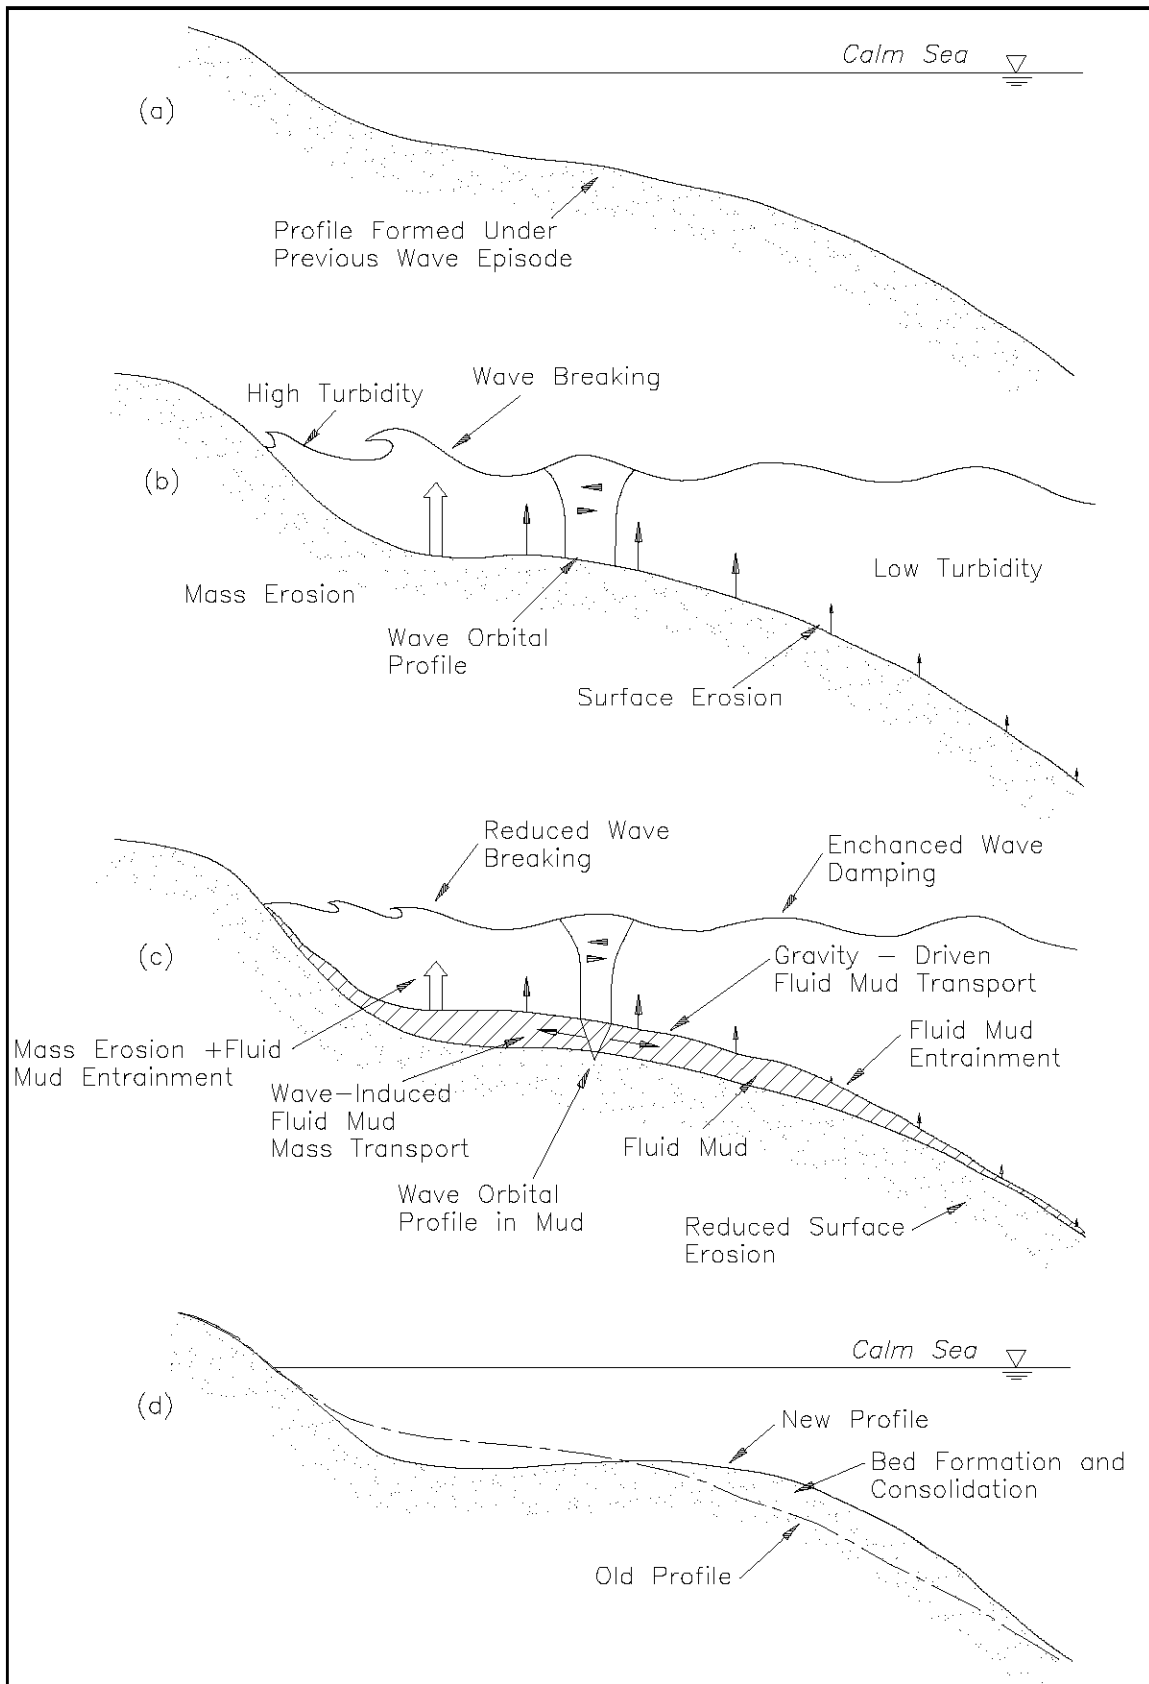 Calm Sea
(a)
Profile Formed Under
Previous Wave Episode
Wave Breaking
High Turbidity
(b)
Low Turbidity
Mass Erosion
Wave Orbital
Profile
Surface Erosion
Reduced Wave
Breaking
Enchanced Wave
Damping
(c)
Gravity – Driven
Fluid Mud Transport
Fluid Mud
Entrainment
Mass Erosion +Fluid
Mud Entrainment
Wave–Induced
Fluid Mud
Mass Transport
Fluid Mud
Wave Orbital
Profile in Mud
Reduced Surface
Erosion
Calm Sea
(d)
New Profile
Bed Formation and
Consolidation
Old Profile